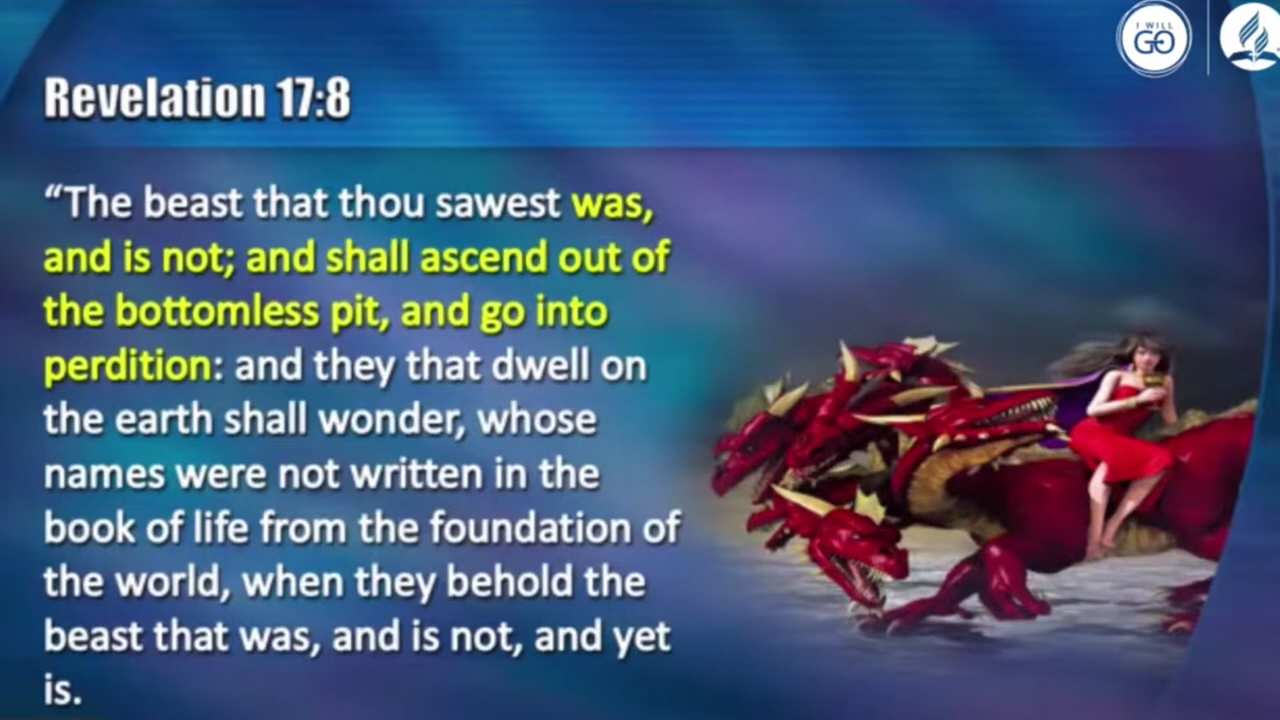 I WILL
GO
Revelation 17:8
“The beast that thou sawest was,
and is not; and shall ascend out of
the bottomless pit, and go into
perdition: and they that dwell on
the earth shall wonder, whose
names were not written in the
book of life from the foundation of
the world, when they behold the
beast that was, and is not, and yet
is.